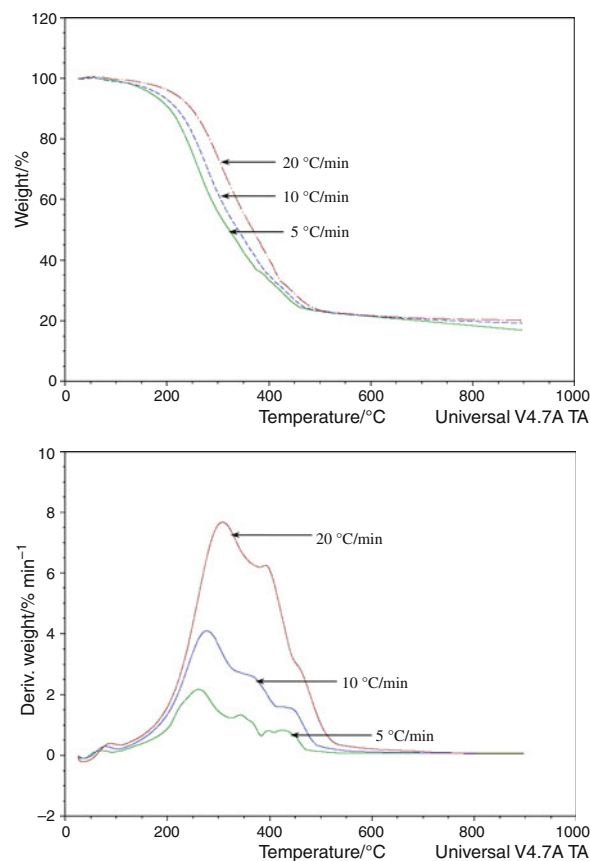 120
100
80
60
40
20
0
Weight/%
20 °C/min
10 °C/min
5 °C/min
0 200 400 600 800 1000
Temperature/°C Universal V4.7A TA
10
8
6
4
2
0
−2
Deriv. weight/% min⁻¹
20 °C/min
10 °C/min
5 °C/min
0 200 400 600 800 1000
Temperature/°C Universal V4.7A TA